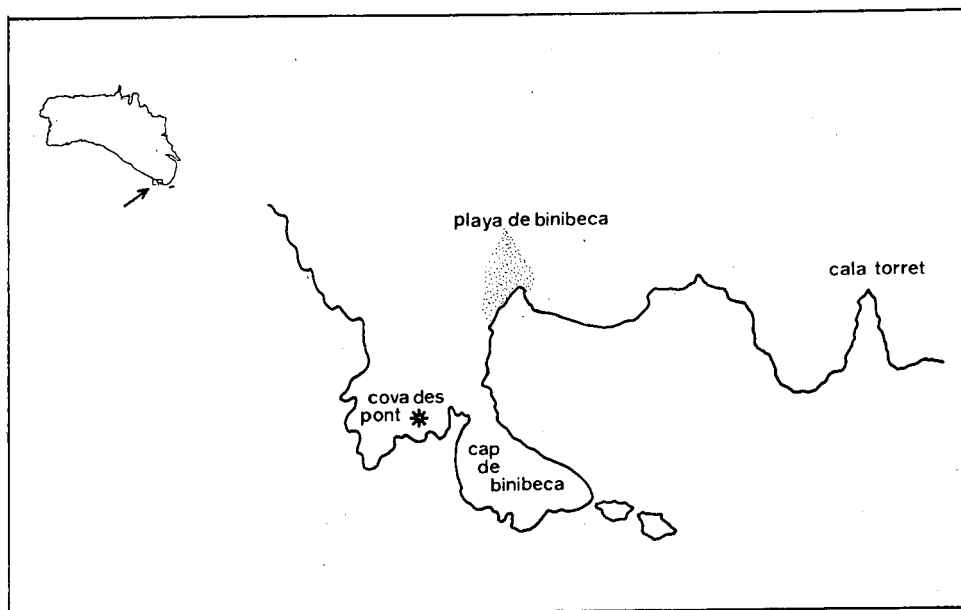 playa de binibeca
cala torret
cova des
pont
cap
de
binibeca